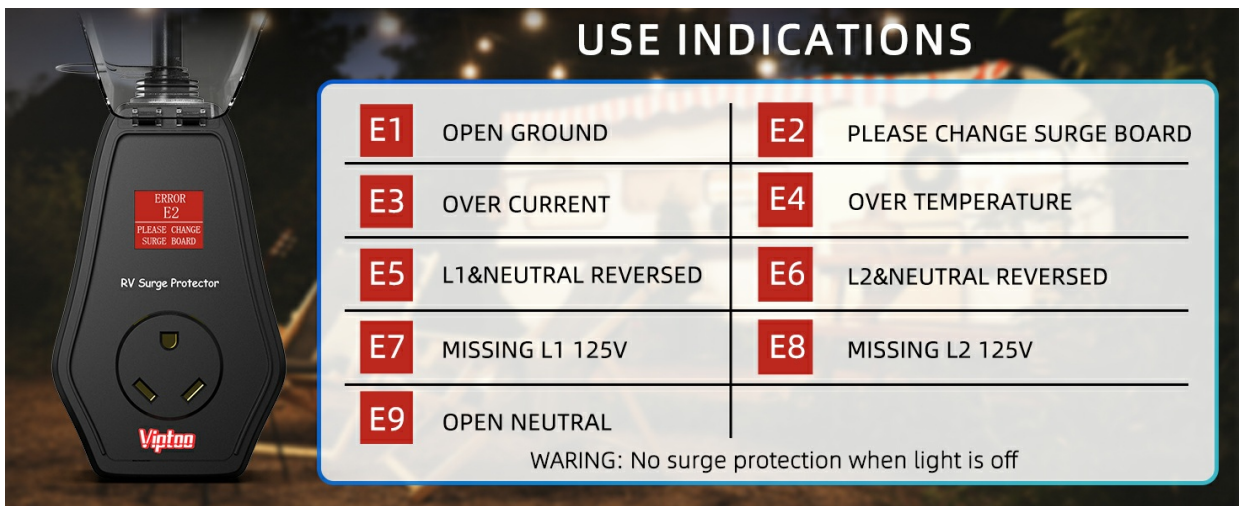 USE INDICATIONS
E1 OPEN GROUND
E2 PLEASE CHANGE SURGE BOARD
E3 OVER CURRENT
E4 OVER TEMPERATURE
E5 L1&NEUTRAL REVERSED
E6 L2&NEUTRAL REVERSED
E7 MISSING L1 125V
E8 MISSING L2 125V
E9 OPEN NEUTRAL
WARING: No surge protection when light is off
ERROR
E2
PLEASE CHANGE
SURGE BOARD
RV Surge Protector
Viptoo